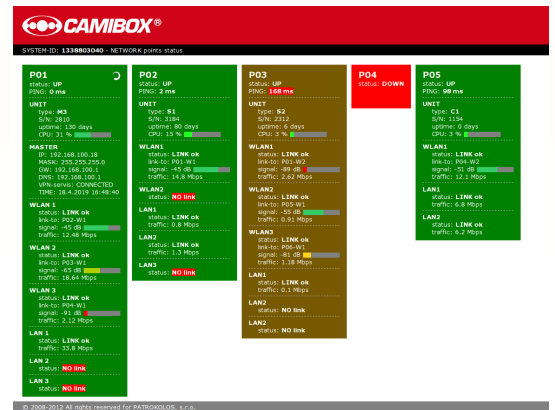 CAMIBOX®
SYSTEM-ID: 1338803040 - NETWORK points status
P01
status: UP
PING: 0 ms
UNIT
type: M3
S/N: 2810
uptime: 130 days
CPU: 31 %
MASTER
IP: 192.168.100.18
MASK: 255.255.255.0
GW: 192.168.100.1
DNS: 192.168.100.1
VPN-servis: CONNECTED
TIME: 18.4.2019 16:48:40
WLAN 1
status: LINK ok
link-to: P02-W1
signal: -45 dB
traffic: 12.48 Mbps
WLAN 2
status: LINK ok
link-to: P03-W1
signal: -65 dB
traffic: 18.64 Mbps
WLAN 3
status: LINK ok
link-to: P04-W1
signal: -91 dB
traffic: 2.12 Mbps
LAN 1
status: LINK ok
traffic: 33.8 Mbps
LAN 2
status: NO link
LAN 3
status: NO link
P02
status: UP
PING: 2 ms
UNIT
type: S1
S/N: 3184
uptime: 80 days
CPU: 15 %
WLAN1
status: LINK ok
link-to: P01-W1
signal: -45 dB
traffic: 14.8 Mbps
WLAN2
status: NO link
LAN1
status: LINK ok
traffic: 0.8 Mbps
LAN2
status: LINK ok
traffic: 1.3 Mbps
LAN3
status: NO link
P03
status: UP
PING: 168 ms
UNIT
type: S2
S/N: 2312
uptime: 6 days
CPU: 3 %
WLAN1
status: LINK ok
link-to: P01-W2
signal: -89 dB
traffic: 2.62 Mbps
WLAN2
status: LINK ok
link-to: P05-W1
signal: -55 dB
traffic: 0.91 Mbps
WLAN3
status: LINK ok
link-to: P06-W1
signal: -81 dB
traffic: 1.18 Mbps
LAN1
status: LINK ok
traffic: 0.1 Mbps
LAN2
status: NO link
LAN2
status: NO link
P04
status: DOWN
P05
status: UP
PING: 98 ms
UNIT
type: C1
S/N: 1154
uptime: 0 days
CPU: 3 %
WLAN1
status: LINK ok
link-to: P04-W2
signal: -51 dB
traffic: 12.1 Mbps
LAN1
status: LINK ok
traffic: 6.8 Mbps
LAN2
status: LINK ok
traffic: 6.2 Mbps
© 2008-2012 All rights reserved for PATROKOLOS, s.r.o.